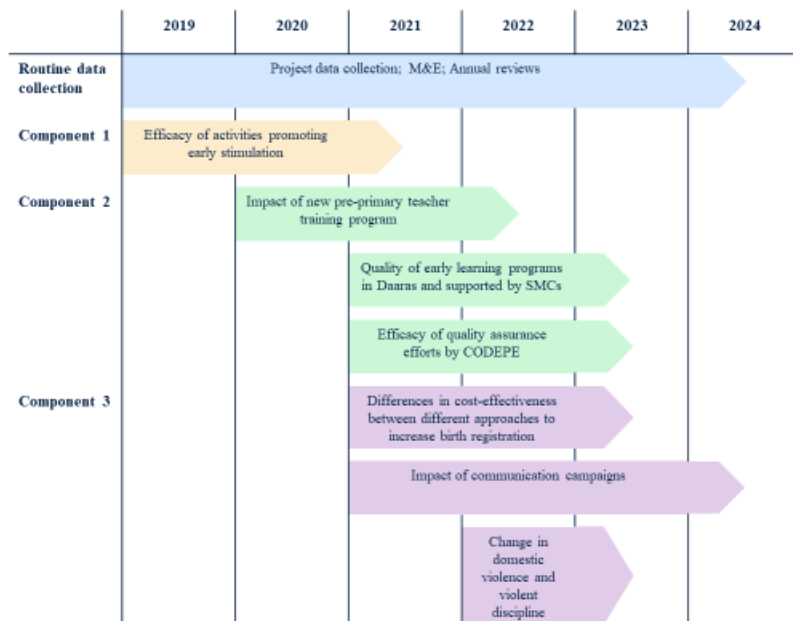 2019 2020 2021 2022 2023 2024
Routine data
collection
Project data collection; M&E; Annual reviews
Component 1
Efficacy of activities promoting
early stimulation
Component 2
Impact of new pre-primary teacher
training program
Quality of early learning programs
in Daaras and supported by SMCs
Efficacy of quality assurance
efforts by CODEPE
Component 3
Differences in cost-effectiveness
between different approaches to
increase birth registration
Impact of communication campaigns
Change in
domestic
violence and
violent
discipline